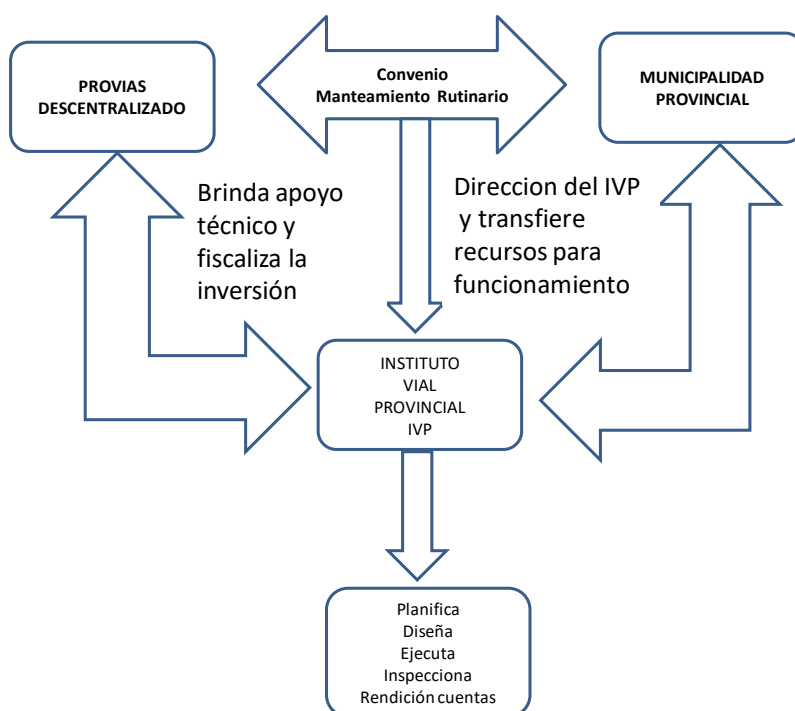 PROVIAS
DESCENTRALIZADO
Convenio
Manteamiento Rutinario
MUNICIPALIDAD
PROVINCIAL
Brinda apoyo
técnico y
fiscaliza la
inversión
Direccion del IVP
y transfiere
recursos para
funcionamiento
INSTITUTO
VIAL
PROVINCIAL
IVP
Planifica
Diseña
Ejecuta
Inspecciona
Rendición cuentas